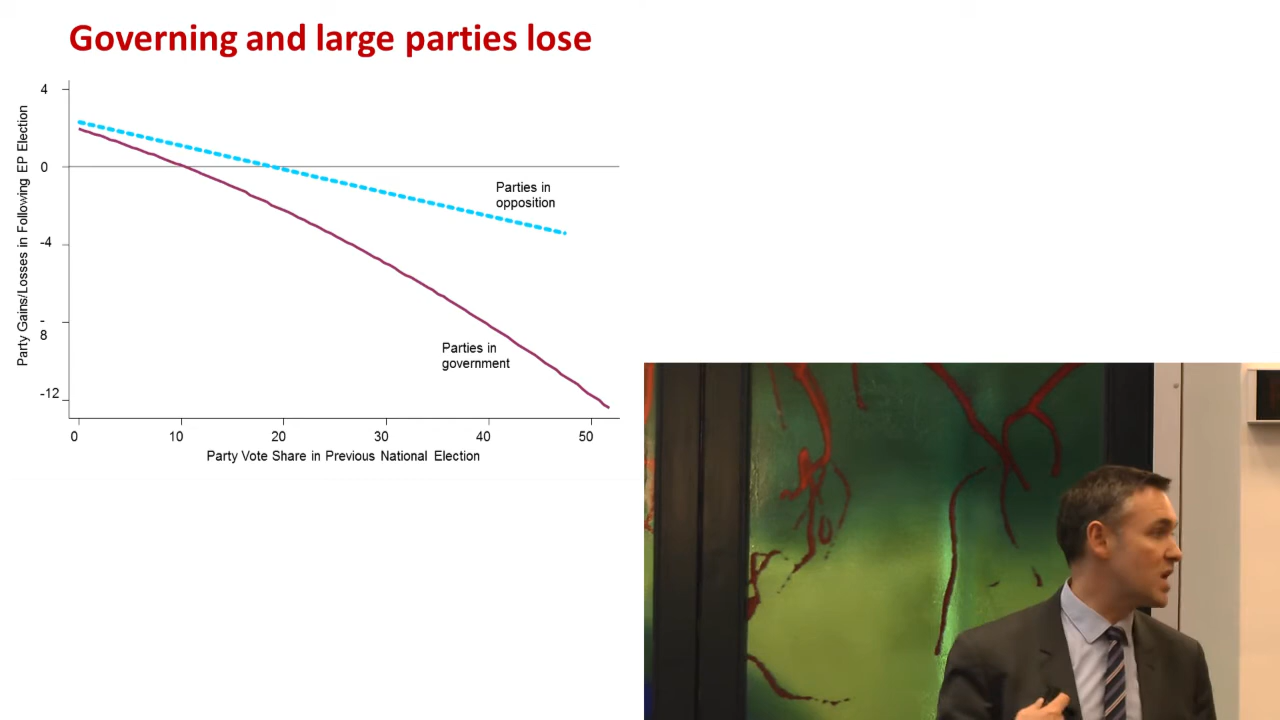 Governing and large parties lose
Party Gains/Losses in Following EP Election
4
0
-4
-
8
-12
Parties in
opposition
Parties in
government
0 10 20 30 40 50
Party Vote Share in Previous National Election